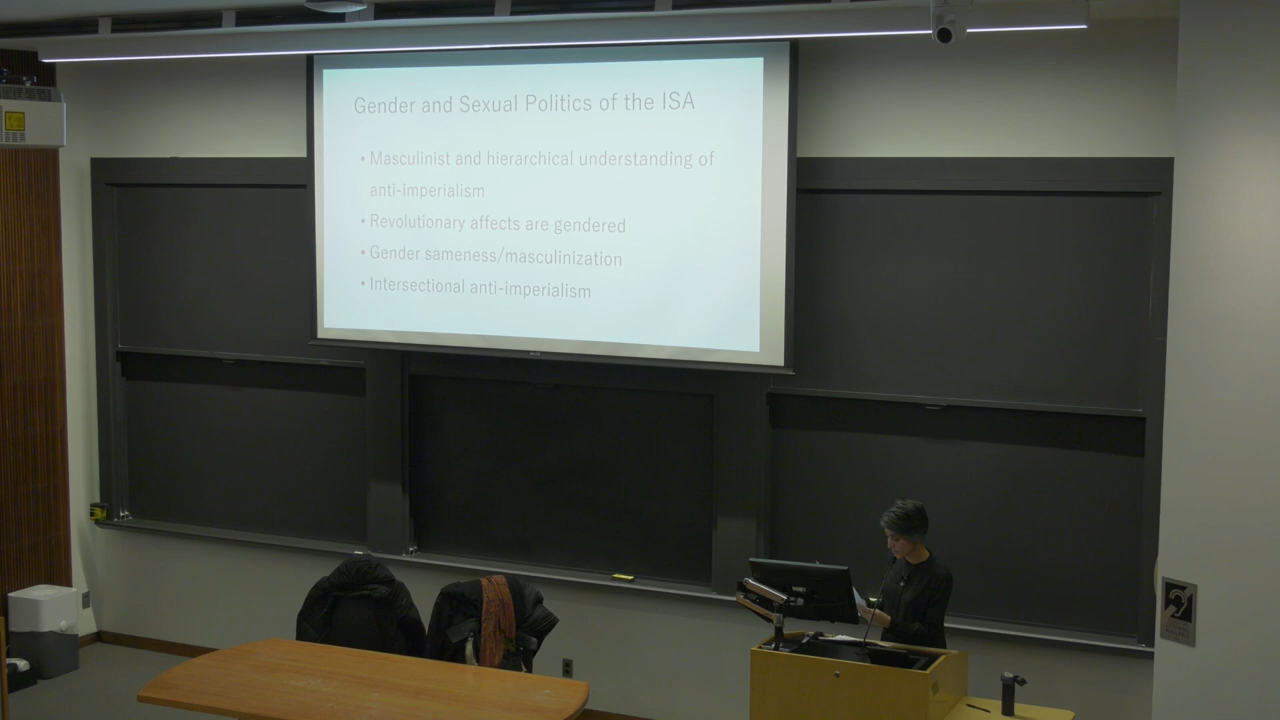 Gender and Sexual Politics of the ISA
• Masculinist and hierarchical understanding of
anti-imperialism
• Revolutionary affects are gendered
• Gender sameness/masculinization
• Intersectional anti-imperialism